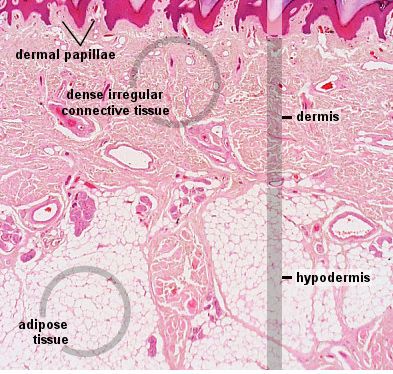 dermal papillae
dense irregular
connective tissue
dermis
hypodermis
adipose
tissue